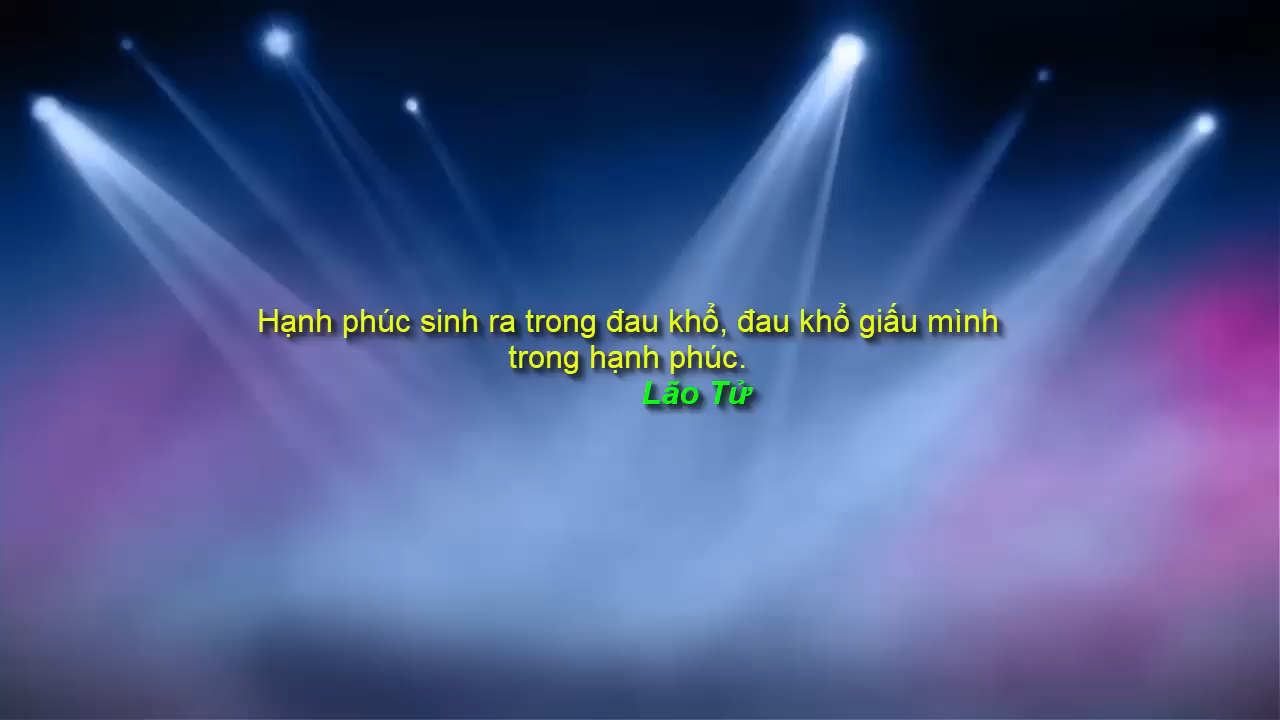 Hạnh phúc sinh ra trong đau khổ, đau khổ giấu mình
trong hạnh phúc.
Lão Tử